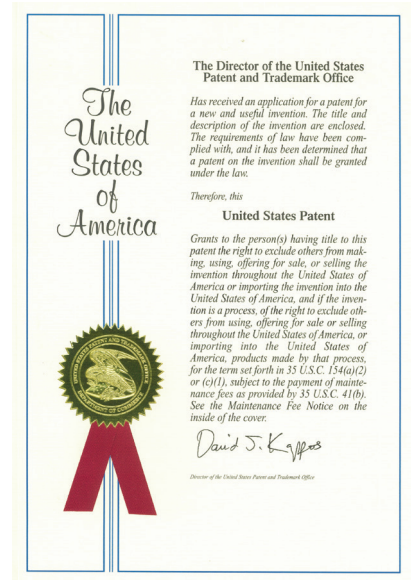 The
United
States
of
America
The Director of the United States
Patent and Trademark Office
Has received an application for a patent for
a new and useful invention. The title and
description of the invention are enclosed.
The requirements of law have been com-
plied with, and it has been determined that
a patent on the invention shall be granted
under the law.
Therefore, this
United States Patent
Grants to the person(s) having title to this
patent the right to exclude others from mak-
ing, using, offering for sale, or selling the
invention throughout the United States of
America or importing the invention into the
United States of America, and if the inven-
tion is a process, of the right to exclude oth-
ers from using, offering for sale or selling
throughout the United States of America, or
importing into the United States of
America, products made by that process,
for the term set forth in 35 U.S.C. 154(a)(2)
or (c)(1), subject to the payment of mainte-
nance fees as provided by 35 U.S.C. 41(b).
See the Maintenance Fee Notice on the
inside of the cover.
David J. Kappos
Director of the United States Patent and Trademark Office
UNITED STATES PATENT AND TRADEMARK OFFICE
DEPARTMENT OF COMMERCE